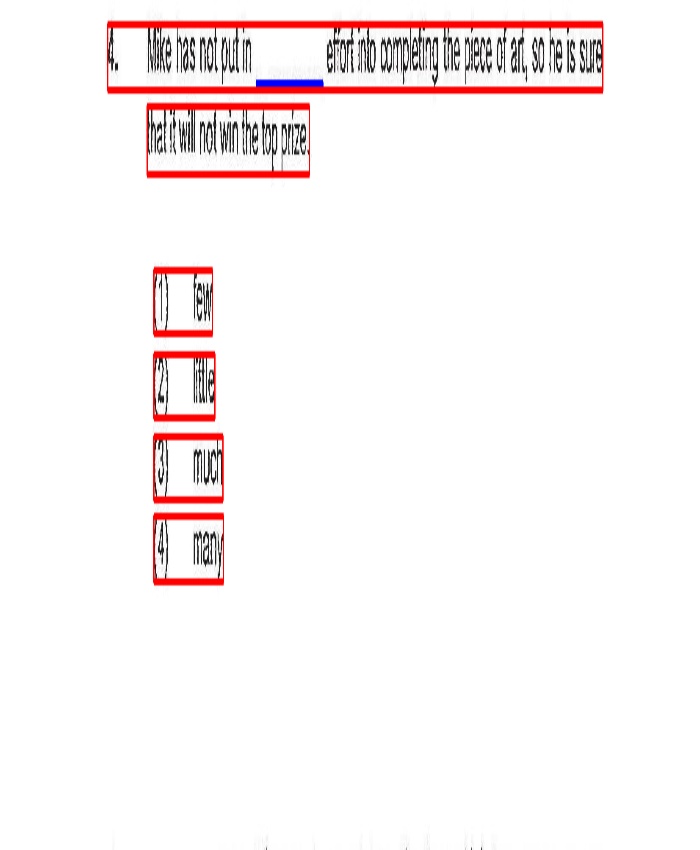 4. Mike has not put in ______ effort into completing the piece of art, so he is sure
that it will not win the top prize.
(1) few
(2) little
(3) much
(4) many